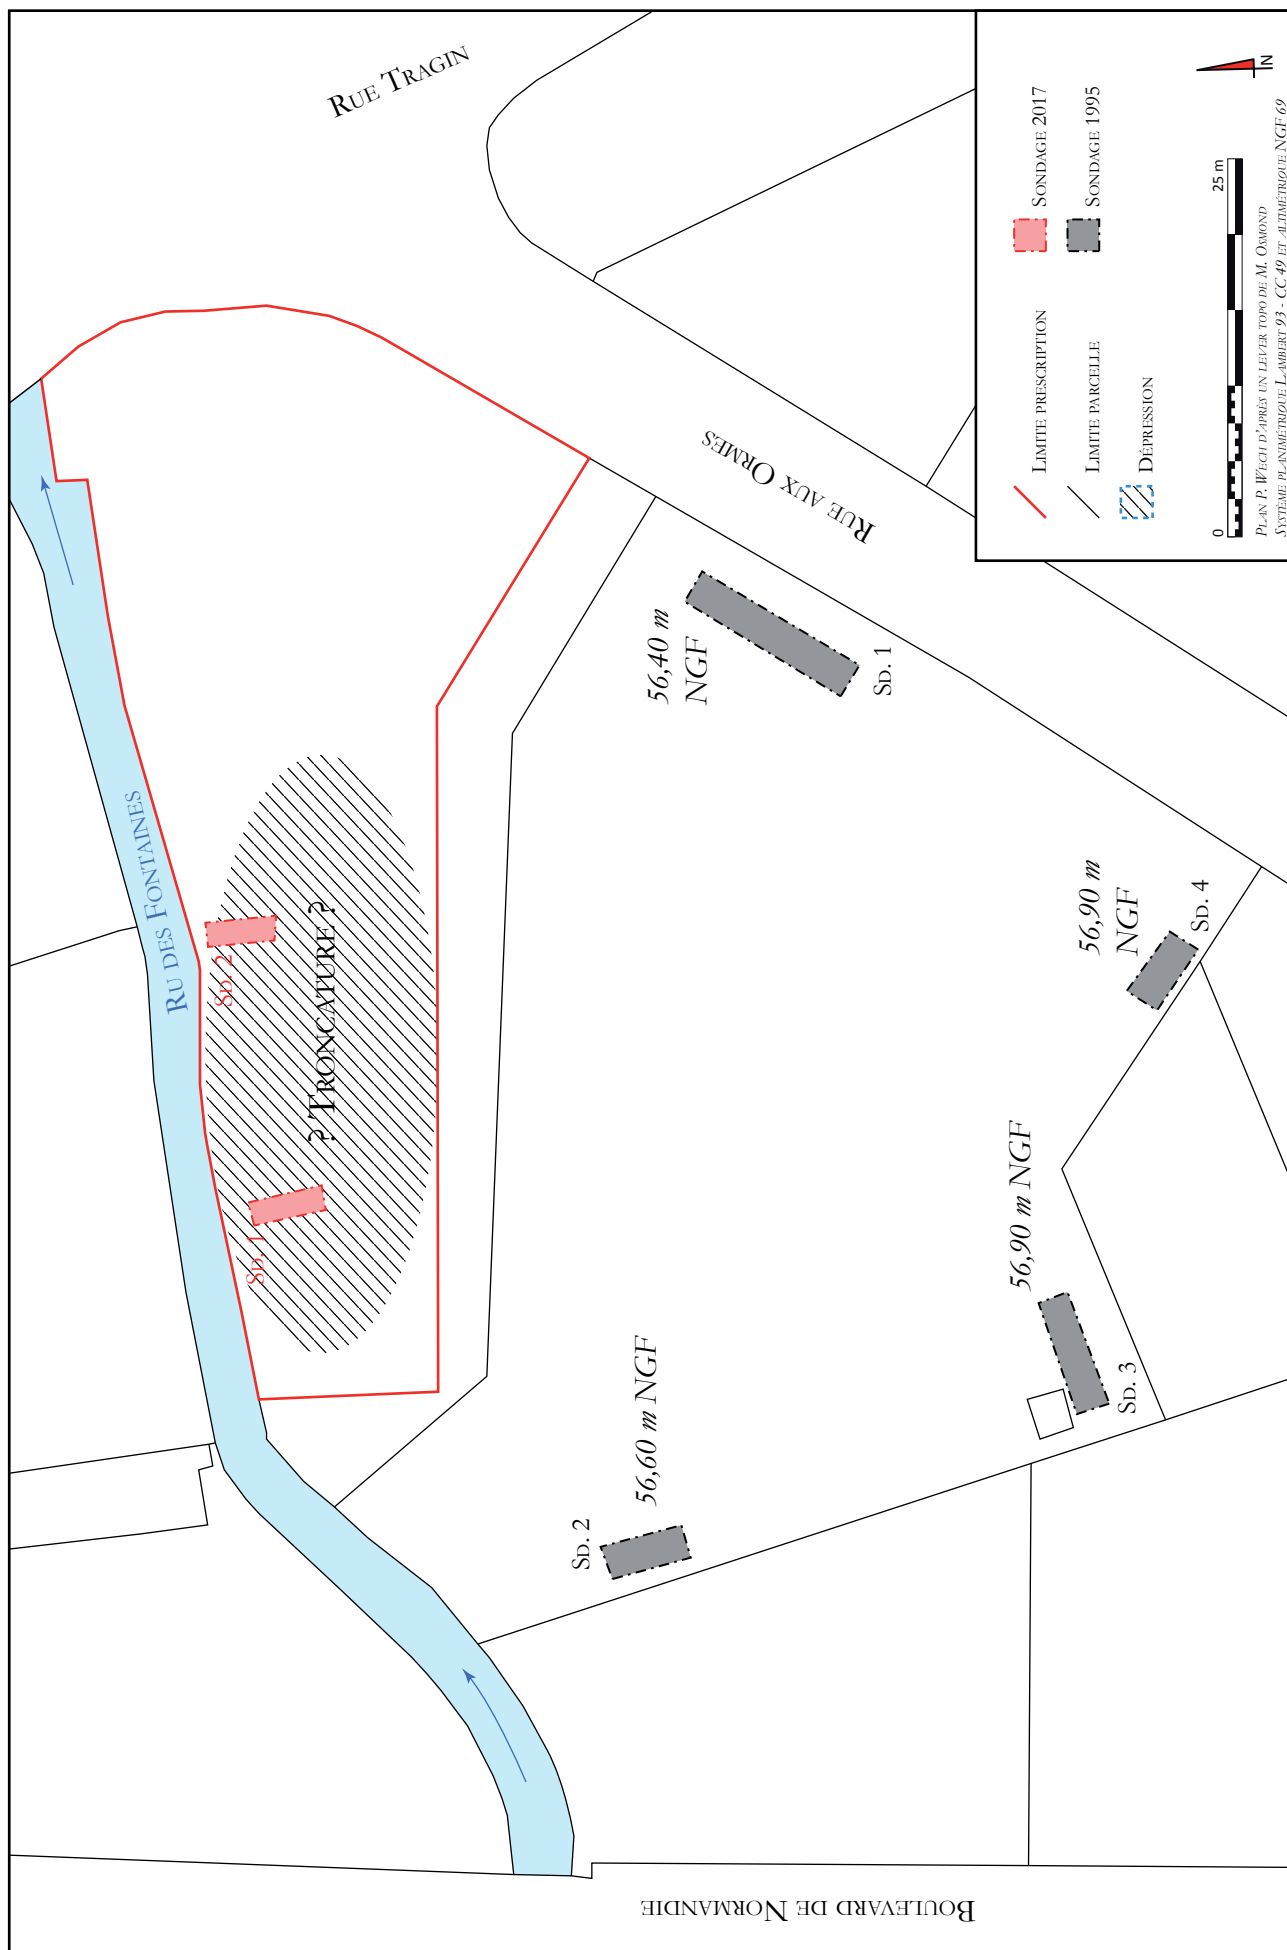 Rue Tragin
Ru des Fontaines
Sd. 2
? Troncature ?
Sd. 1
Rue aux Ormes
56,40 m
NGF
Sd. 1
56,60 m NGF
Sd. 2
56,90 m NGF
Sd. 3
56,90 m
NGF
Sd. 4
Boulevard de Normandie
Limite prescription
Limite parcelle
Dépression
Sondage 2017
Sondage 1995
N
0 25 m
Plan P. Wech d'après un lever topo de M. Osmond
Système planimétrique Lambert 93 - CC 49 et altimétrique NGF 69